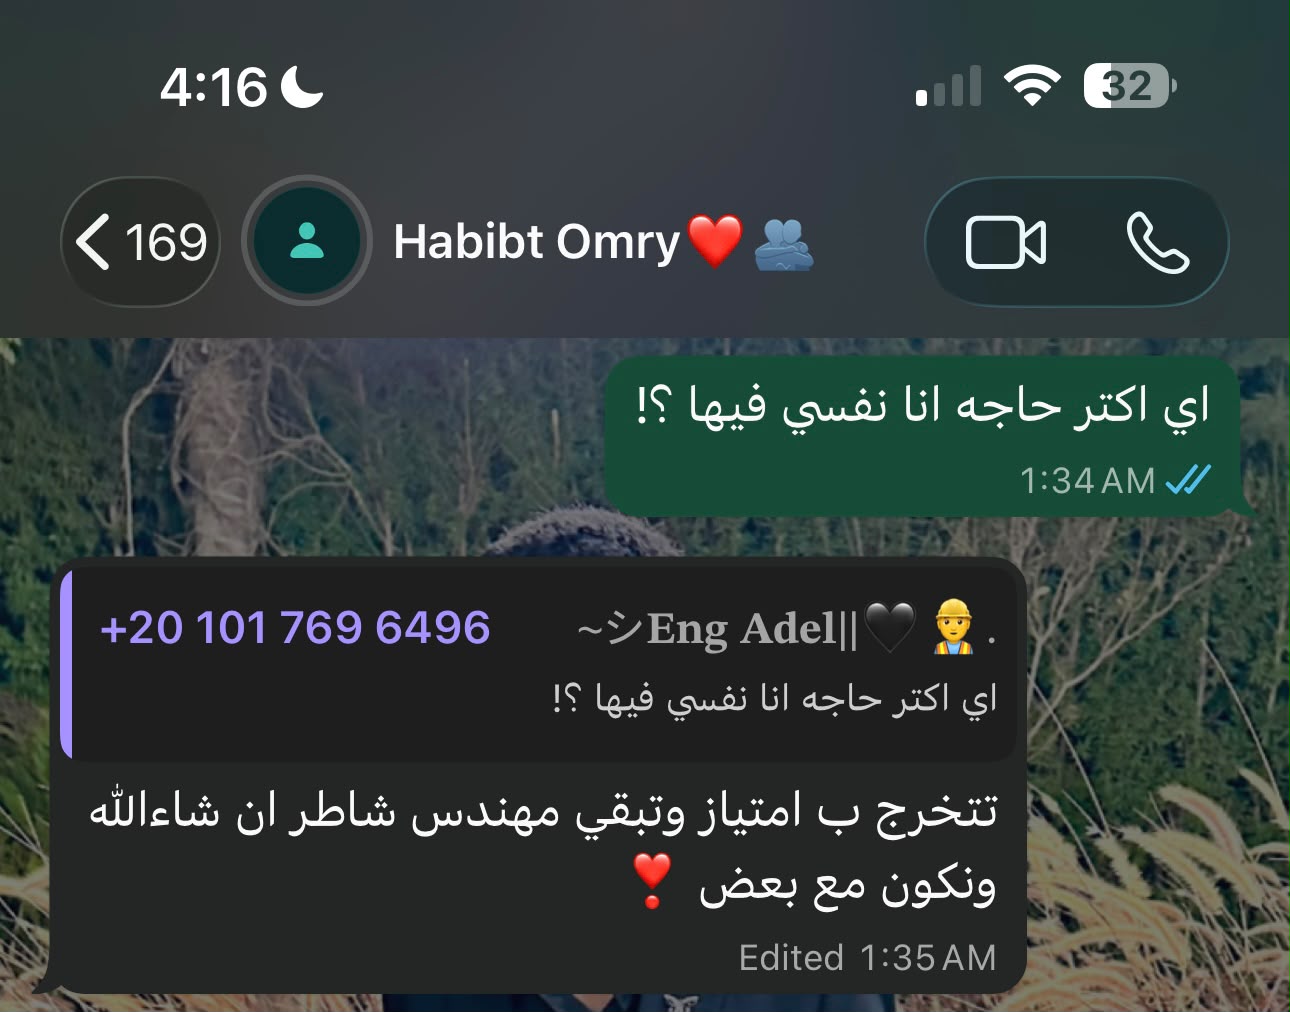 4:16
32
169
Habibt Omry❤️🫂
اي اكتر حاجه انا نفسي فيها ؟!
1:34 AM
+20 101 769 6496 ~シEng Adel||🖤👷.
اي اكتر حاجه انا نفسي فيها ؟!
تتخرج ب امتياز وتبقي مهندس شاطر ان شاءالله
ونكون مع بعض ❣️
Edited 1:35 AM